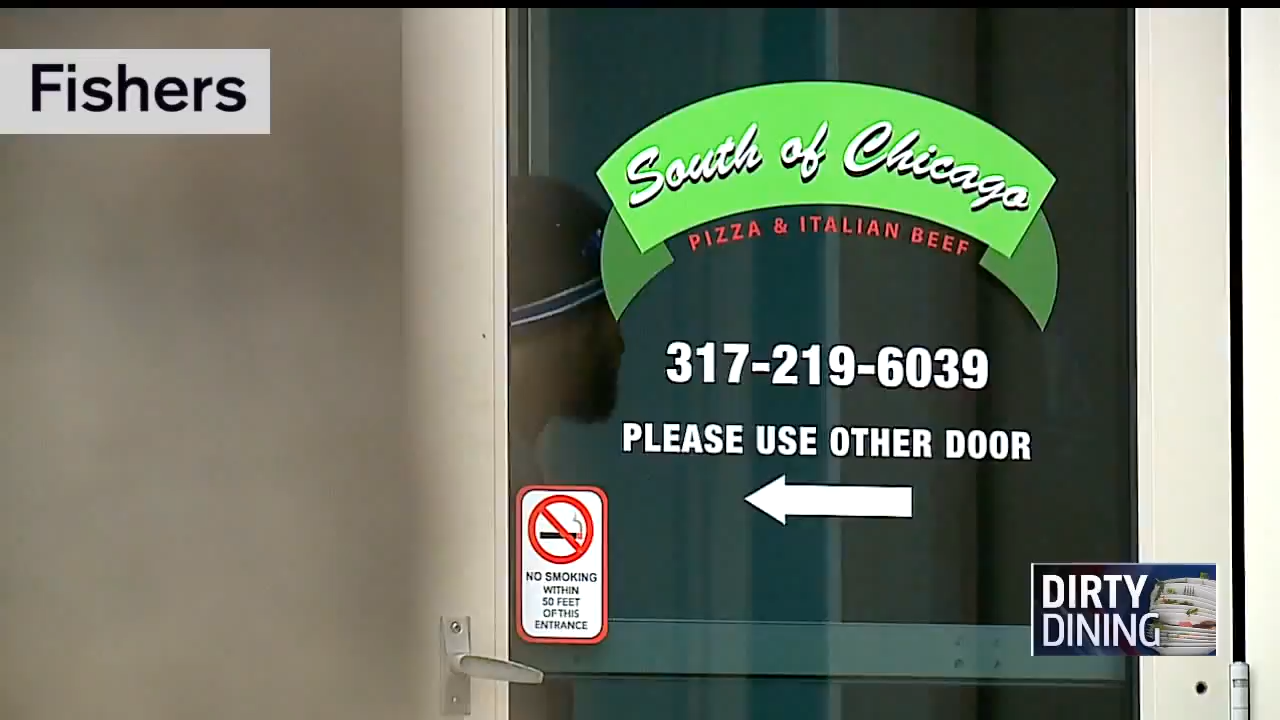 Fishers
South of Chicago
PIZZA & ITALIAN BEEF
317-219-6039
PLEASE USE OTHER DOOR
NO SMOKING
WITHIN
50 FEET
OF THIS
ENTRANCE
DIRTY
DINING